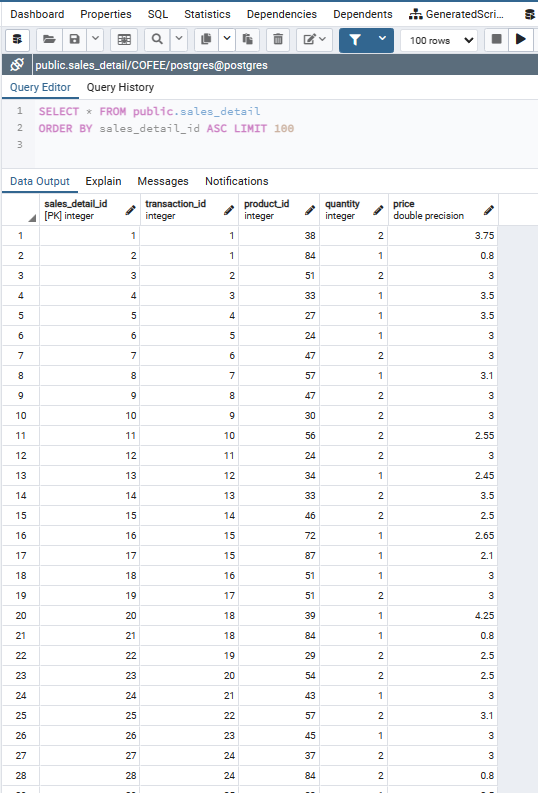 Dashboard Properties SQL Statistics Dependencies Dependents GeneratedScri...
100 rows
public.sales_detail/COFEE/postgres@postgres
Query Editor Query History
1 SELECT * FROM public.sales_detail
2 ORDER BY sales_detail_id ASC LIMIT 100
3
Data Output Explain Messages Notifications
sales_detail_id transaction_id product_id quantity price
[PK] integer integer integer integer double precision
1 1 1 38 2 3.75
2 2 1 84 1 0.8
3 3 2 51 2 3
4 4 3 33 1 3.5
5 5 4 27 1 3.5
6 6 5 24 1 3
7 7 6 47 2 3
8 8 7 57 1 3.1
9 9 8 47 2 3
10 10 9 30 2 3
11 11 10 56 2 2.55
12 12 11 24 2 3
13 13 12 34 1 2.45
14 14 13 33 2 3.5
15 15 14 46 2 2.5
16 16 15 72 1 2.65
17 17 15 87 1 2.1
18 18 16 51 1 3
19 19 17 51 2 3
20 20 18 39 1 4.25
21 21 18 84 1 0.8
22 22 19 29 2 2.5
23 23 20 54 2 2.5
24 24 21 43 1 3
25 25 22 57 2 3.1
26 26 23 45 1 3
27 27 24 37 2 3
28 28 24 84 2 0.8